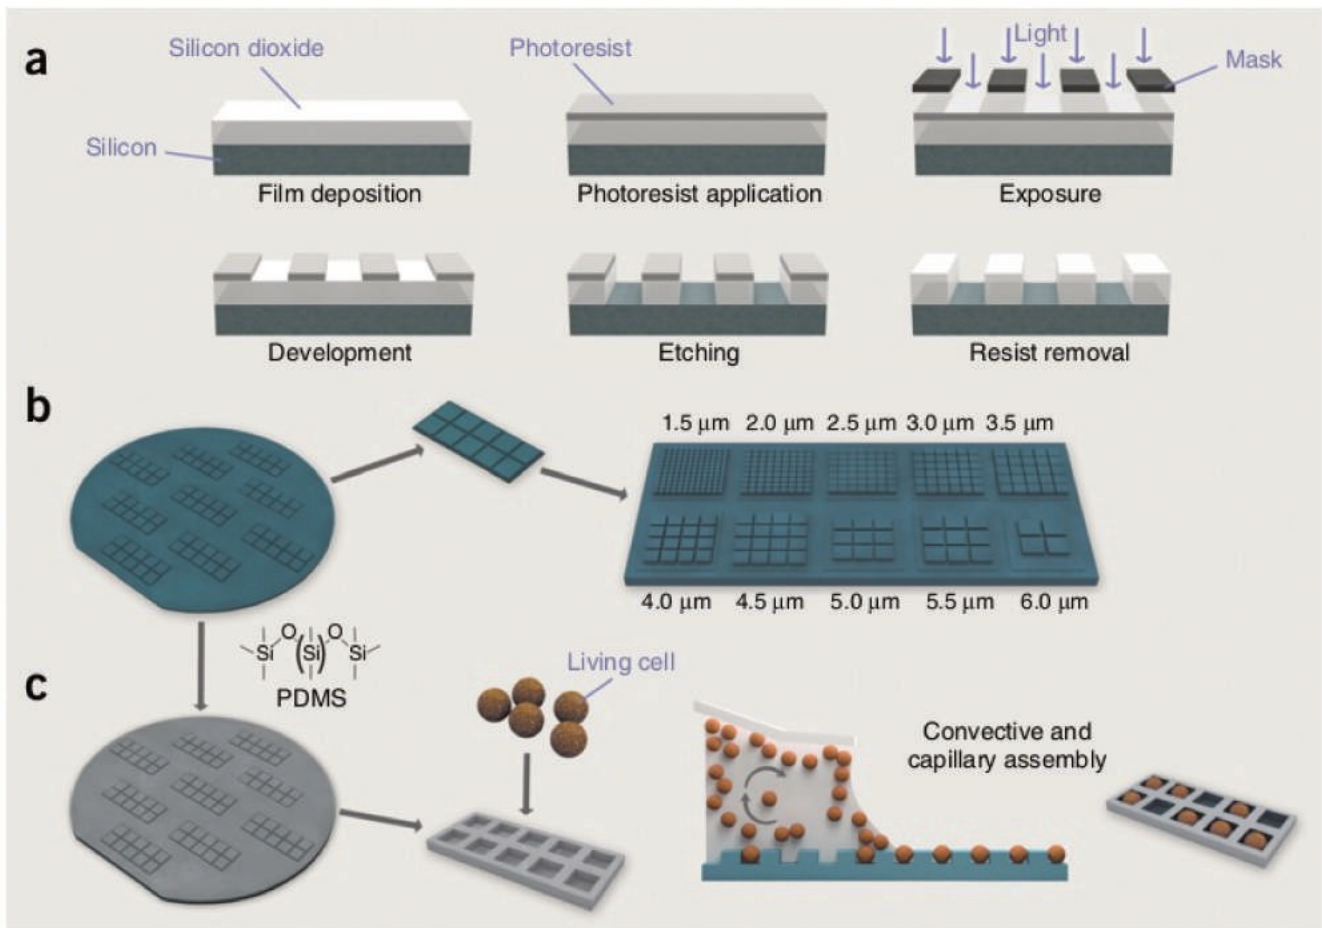 a
Silicon dioxide
Silicon
Film deposition
Photoresist
Photoresist application
Light
Mask
Exposure
Development
Etching
Resist removal
b
1.5 μm 2.0 μm 2.5 μm 3.0 μm 3.5 μm
4.0 μm 4.5 μm 5.0 μm 5.5 μm 6.0 μm
O O
Si (Si) Si
PDMS
c
Living cell
Convective and
capillary assembly